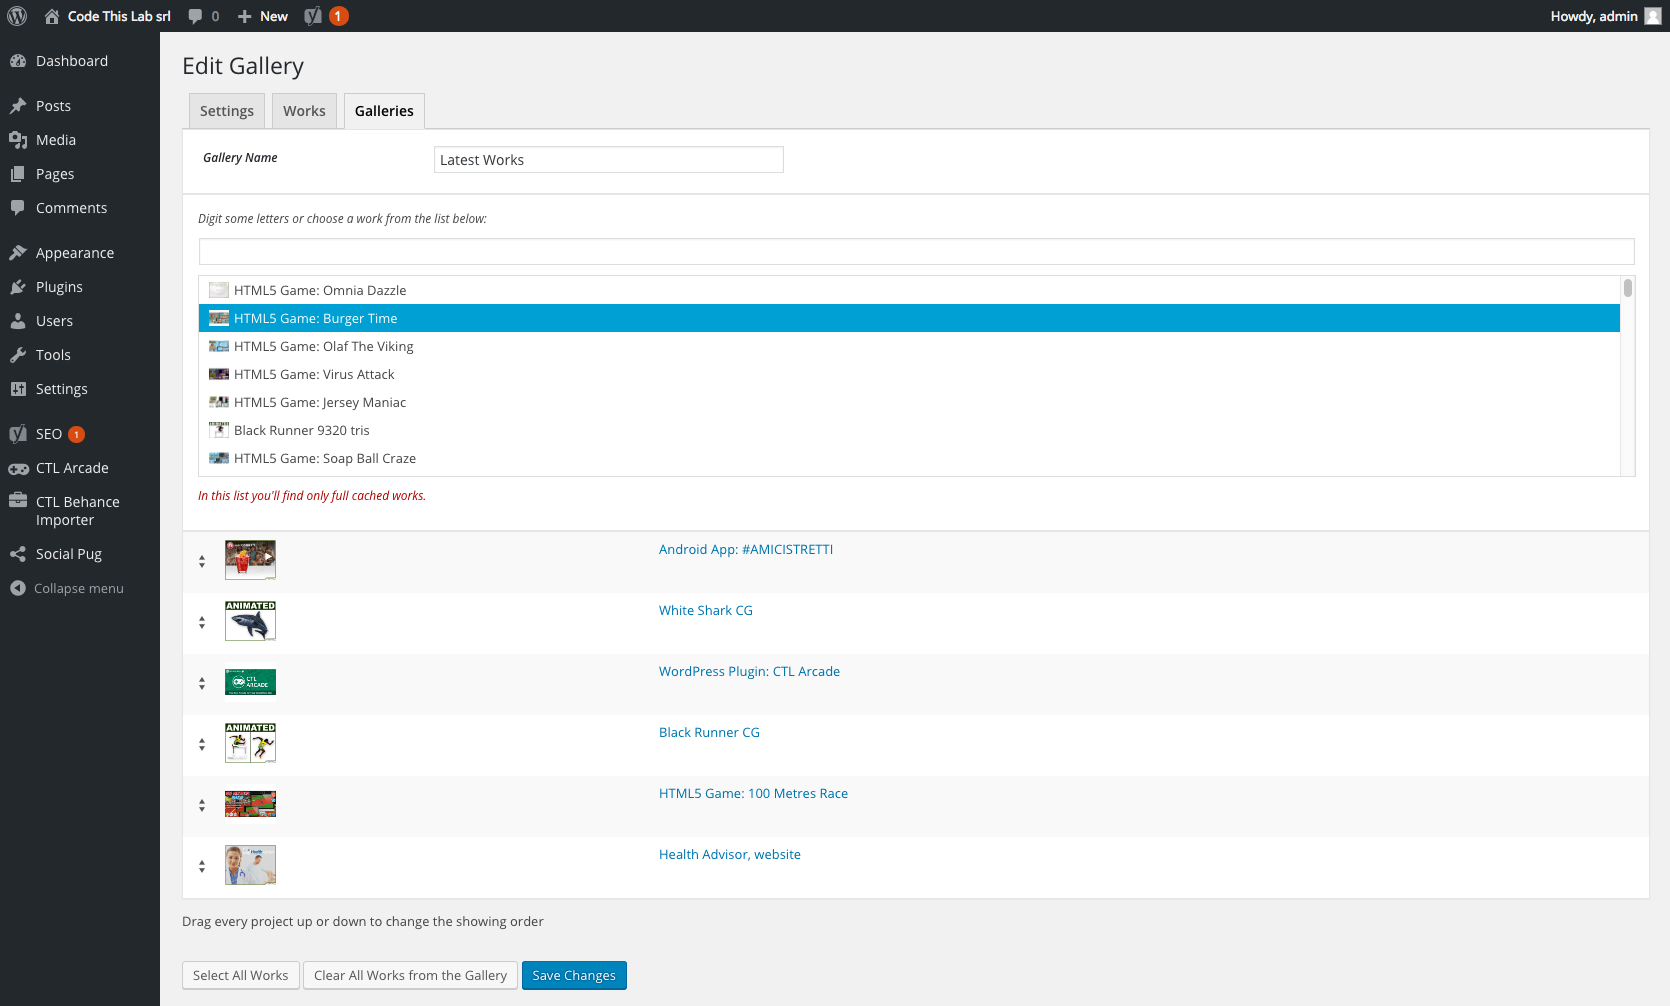 Code This Lab srl 0 New 1 Howdy, admin
Dashboard
Posts
Media
Pages
Comments
Appearance
Plugins
Users
Tools
Settings
SEO 1
CTL Arcade
CTL Behance
Importer
Social Pug
Collapse menu
Edit Gallery
Settings Works Galleries
Gallery Name Latest Works
Digit some letters or choose a work from the list below:
HTML5 Game: Omnia Dazzle
HTML5 Game: Burger Time
HTML5 Game: Olaf The Viking
HTML5 Game: Virus Attack
HTML5 Game: Jersey Maniac
Black Runner 9320 tris
HTML5 Game: Soap Ball Craze
In this list you'll find only full cached works.
Android App: #AMICISTRETTI
ANIMATED
White Shark CG
CTL
ARCADE
WordPress Plugin: CTL Arcade
ANIMATED
Black Runner CG
HTML5 Game: 100 Metres Race
Health Advisor, website
Drag every project up or down to change the showing order
Select All Works Clear All Works from the Gallery Save Changes